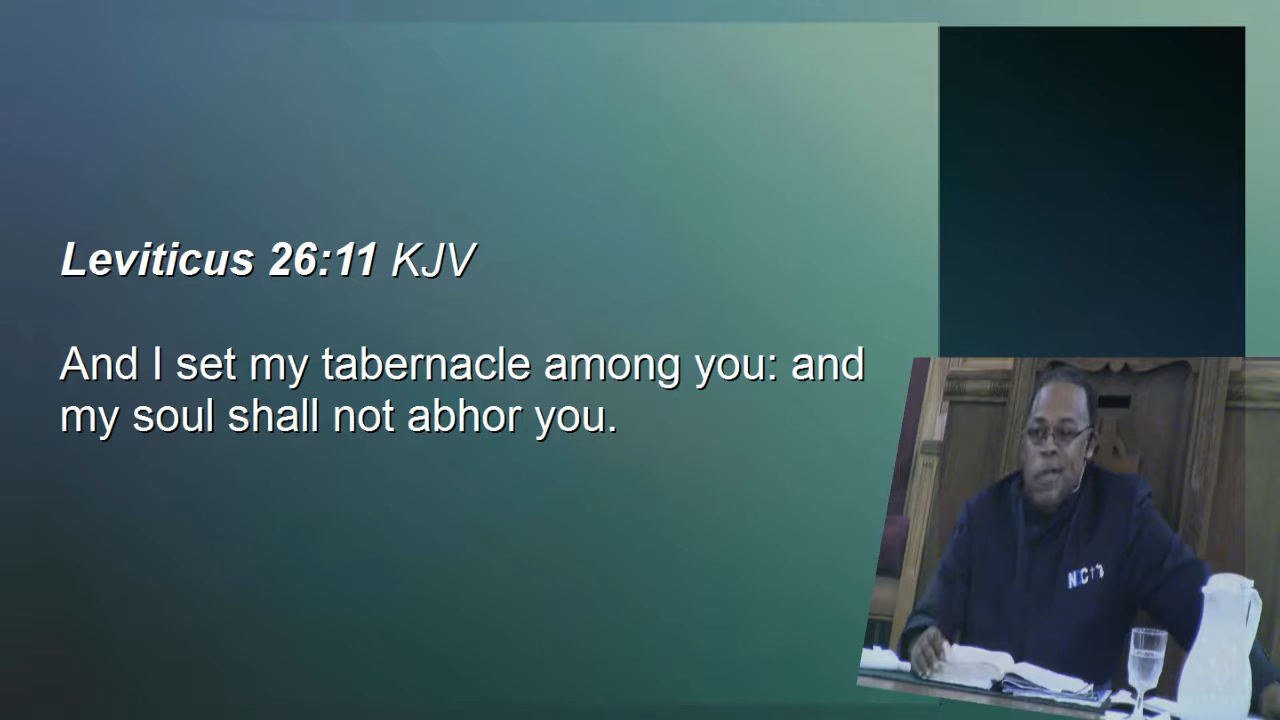 Leviticus 26:11 KJV
And I set my tabernacle among you: and
my soul shall not abhor you.